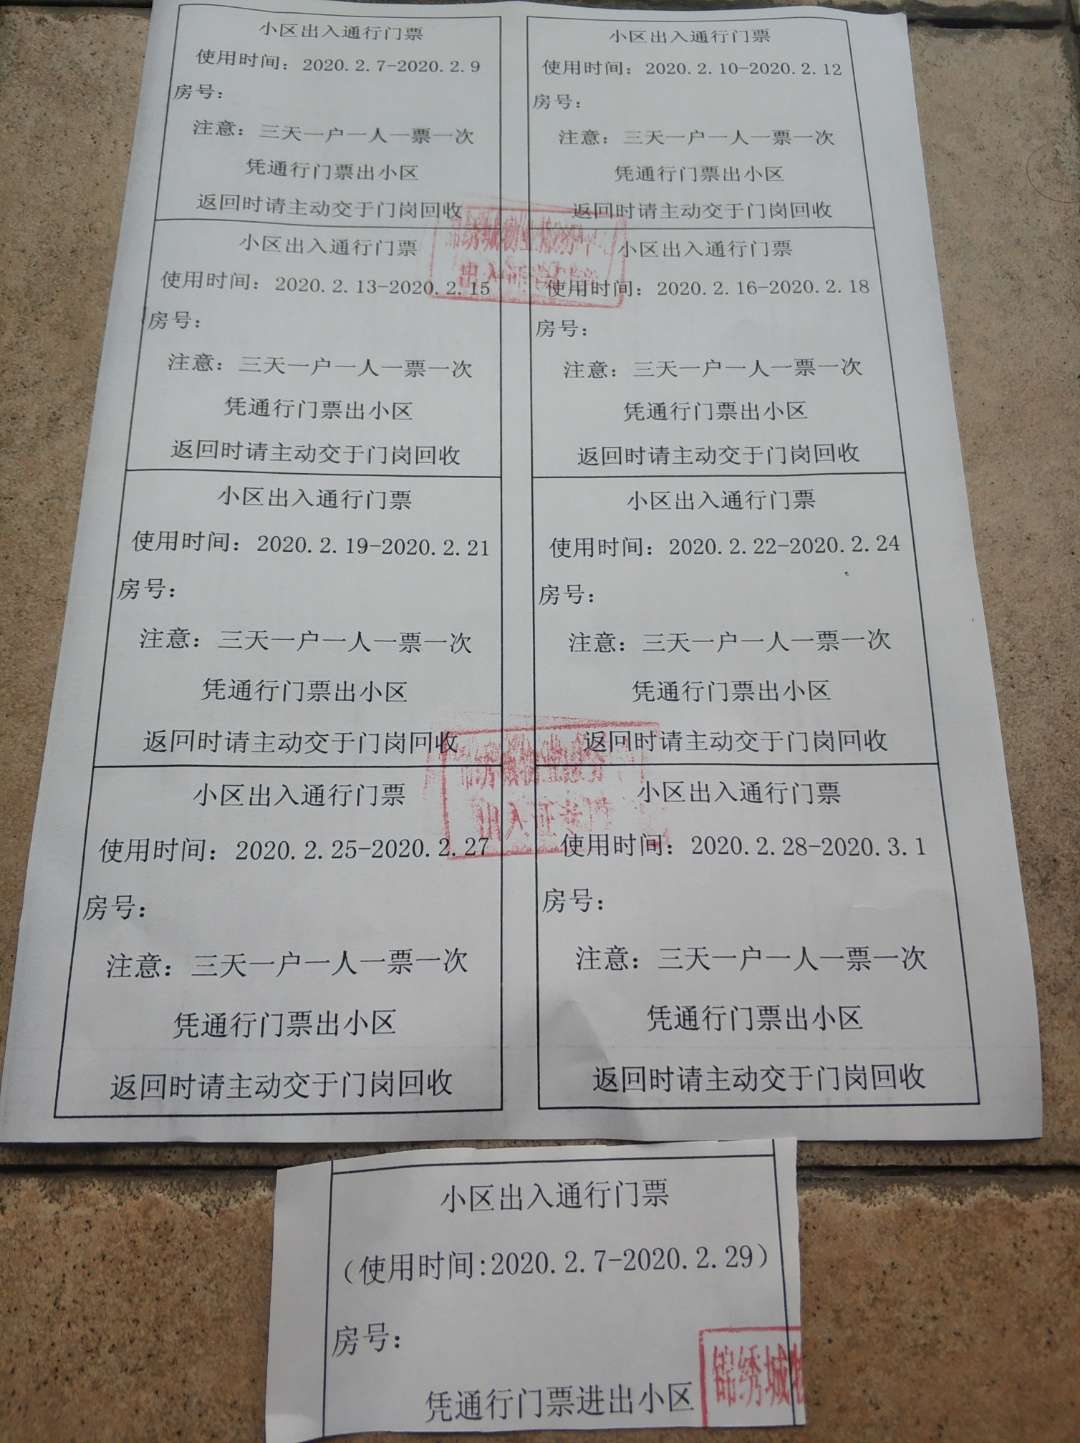 小区出入通行门票
使用时间：2020.2.7-2020.2.9
房号：
注意：三天一户一人一票一次
凭通行门票出小区
返回时请主动交于门岗回收
小区出入通行门票
使用时间：2020.2.10-2020.2.12
房号：
注意：三天一户一人一票一次
凭通行门票出小区
返回时请主动交于门岗回收
小区出入通行门票
使用时间：2020.2.13-2020.2.15
房号：
注意：三天一户一人一票一次
凭通行门票出小区
返回时请主动交于门岗回收
小区出入通行门票
使用时间：2020.2.16-2020.2.18
房号：
注意：三天一户一人一票一次
凭通行门票出小区
返回时请主动交于门岗回收
小区出入通行门票
使用时间：2020.2.19-2020.2.21
房号：
注意：三天一户一人一票一次
凭通行门票出小区
返回时请主动交于门岗回收
小区出入通行门票
使用时间：2020.2.22-2020.2.24
房号：
注意：三天一户一人一票一次
凭通行门票出小区
返回时请主动交于门岗回收
小区出入通行门票
使用时间：2020.2.25-2020.2.27
房号：
注意：三天一户一人一票一次
凭通行门票出小区
返回时请主动交于门岗回收
小区出入通行门票
使用时间：2020.2.28-2020.3.1
房号：
注意：三天一户一人一票一次
凭通行门票出小区
返回时请主动交于门岗回收
小区出入通行门票
（使用时间:2020.2.7-2020.2.29）
房号：
凭通行门票进出小区
锦绣城